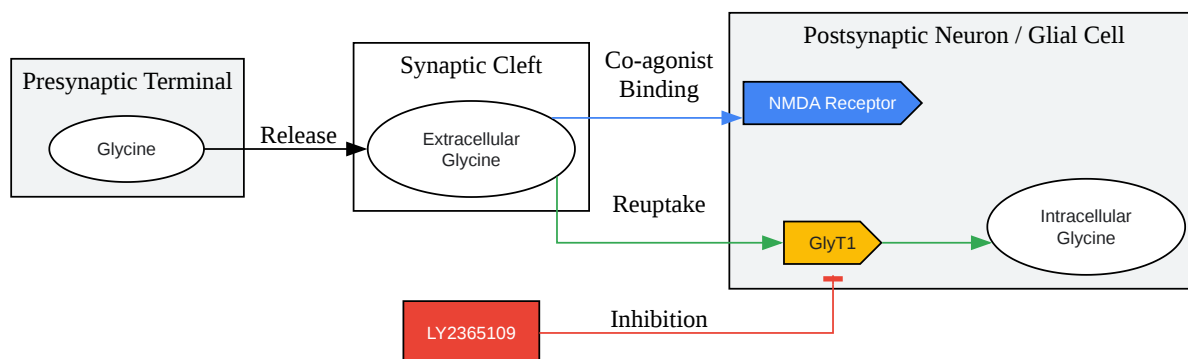 Presynaptic Terminal
Glycine
Release
Synaptic Cleft
Extracellular
Glycine
Co-agonist
Binding
Reuptake
Postsynaptic Neuron / Glial Cell
NMDA Receptor
GlyT1
Intracellular
Glycine
LY2365109
Inhibition